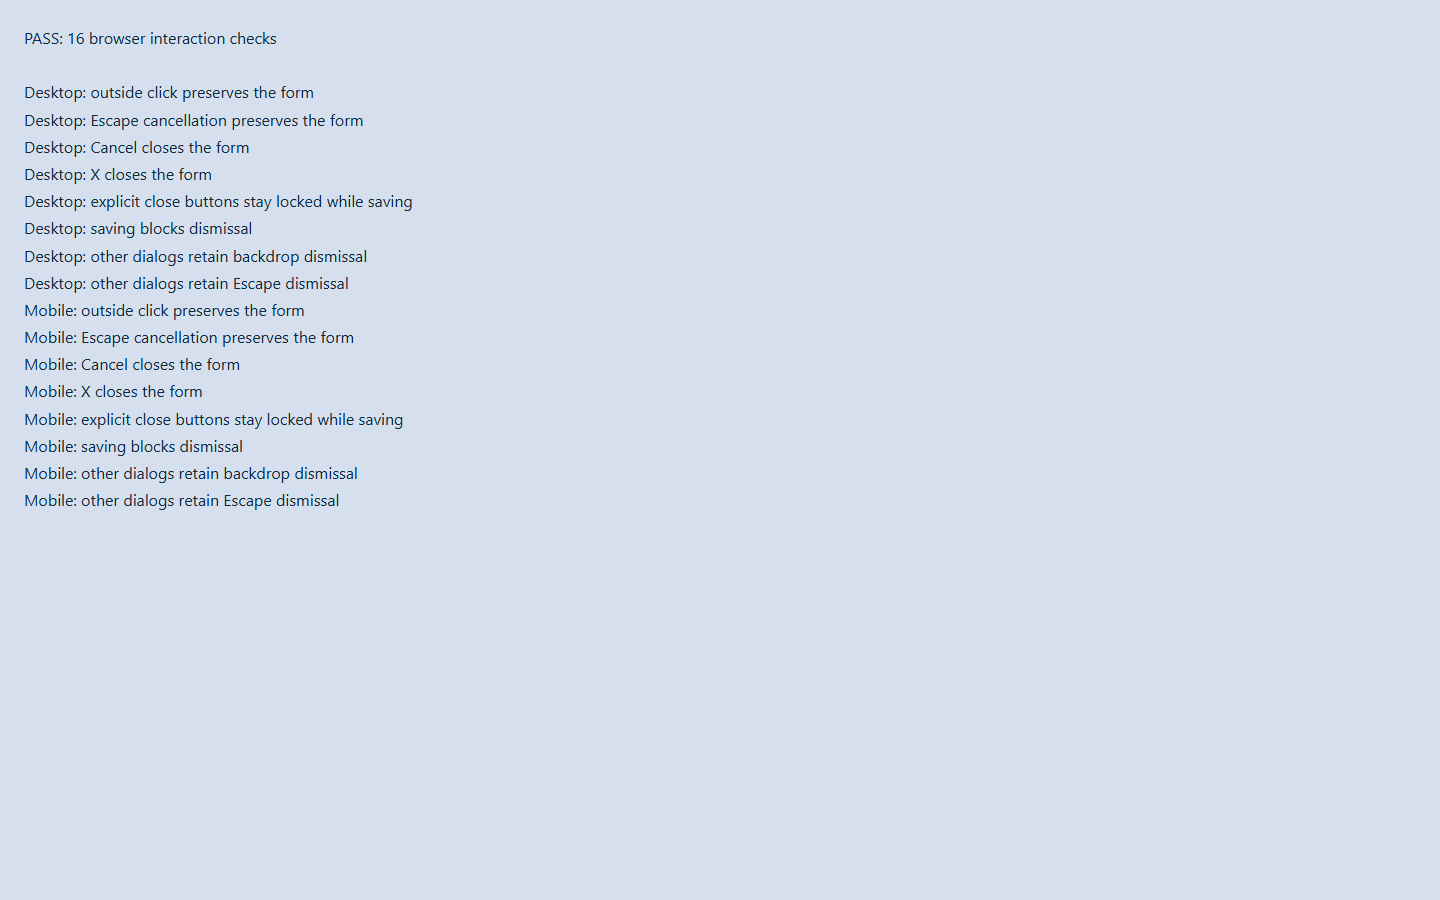 PASS: 16 browser interaction checks
Desktop: outside click preserves the form
Desktop: Escape cancellation preserves the form
Desktop: Cancel closes the form
Desktop: X closes the form
Desktop: explicit close buttons stay locked while saving
Desktop: saving blocks dismissal
Desktop: other dialogs retain backdrop dismissal
Desktop: other dialogs retain Escape dismissal
Mobile: outside click preserves the form
Mobile: Escape cancellation preserves the form
Mobile: Cancel closes the form
Mobile: X closes the form
Mobile: explicit close buttons stay locked while saving
Mobile: saving blocks dismissal
Mobile: other dialogs retain backdrop dismissal
Mobile: other dialogs retain Escape dismissal